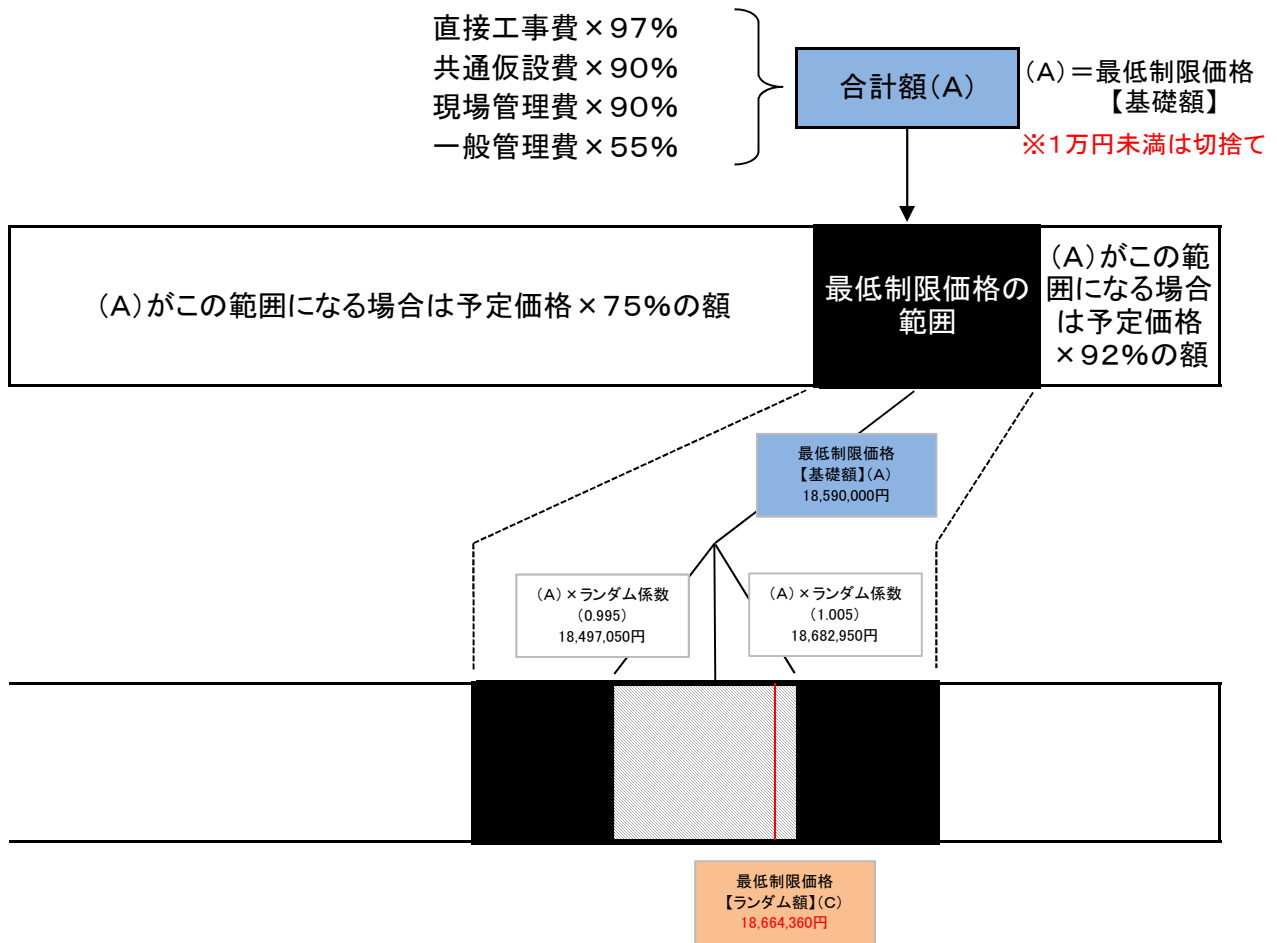 直接工事費×97%
共通仮設費×90%
現場管理費×90%
一般管理費×55%
合計額(A)
(A)=最低制限価格
【基礎額】
※1万円未満は切捨て
(A)がこの範囲になる場合は予定価格×75%の額
最低制限価格の
範囲
(A)がこの範
囲になる場合
は予定価格
×92%の額
最低制限価格
【基礎額】(A)
18,590,000円
(A)×ランダム係数
(0.995)
18,497,050円
(A)×ランダム係数
(1.005)
18,682,950円
最低制限価格
【ランダム額】(C)
18,664,360円